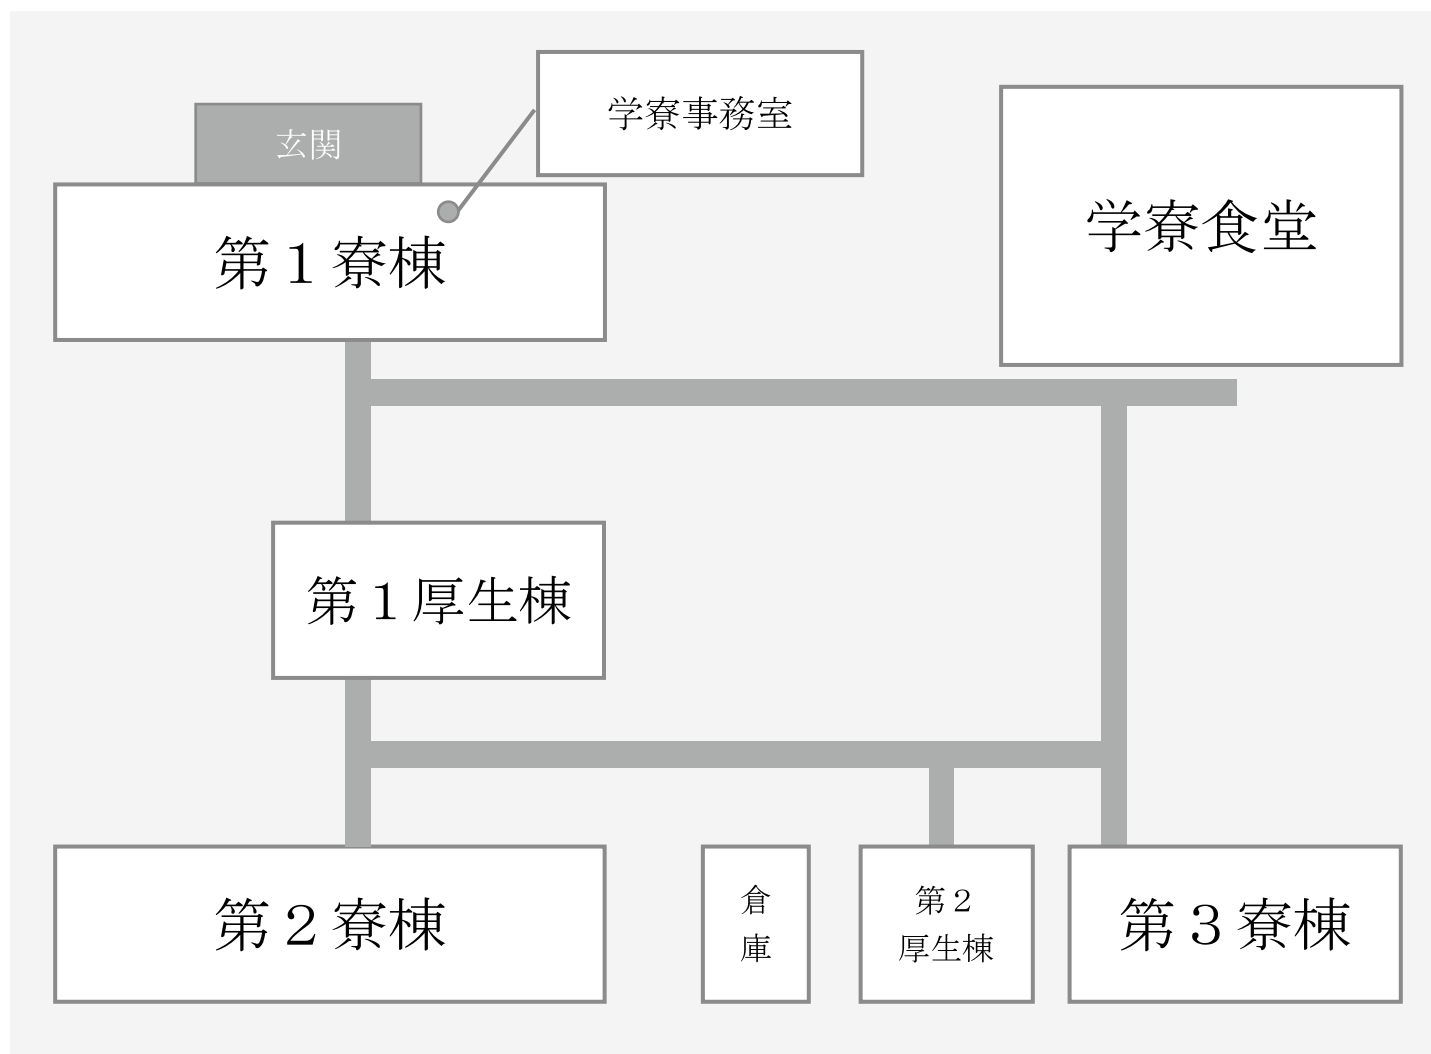 学寮事務室
玄関
学寮食堂
第１寮棟
第１厚生棟
第２寮棟
倉
庫
第２
厚生棟
第３寮棟